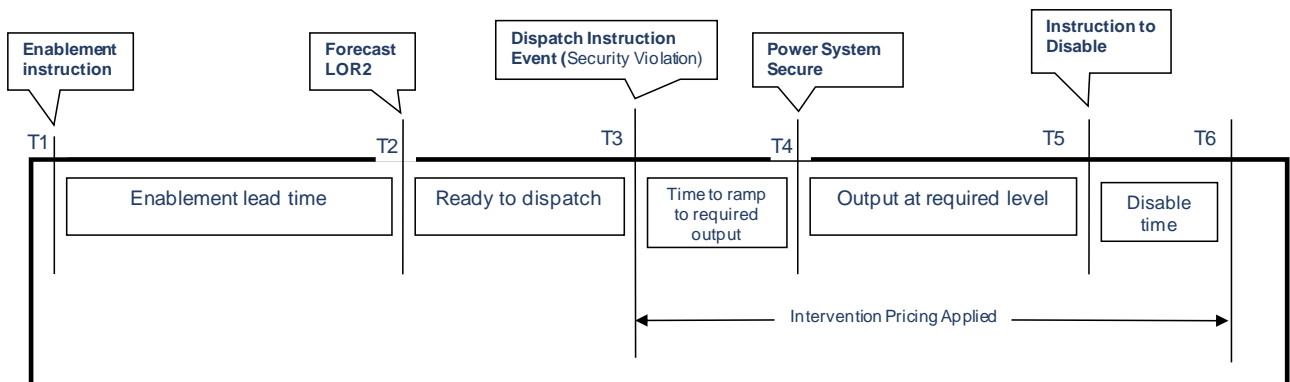 Enablement
instruction
Forecast
LOR2
Dispatch Instruction
Event (Security Violation)
Power System
Secure
Instruction to
Disable
T1
T2
T3
T4
T5
T6
Enablement lead time
Ready to dispatch
Time to ramp
to required
output
Output at required level
Disable
time
Intervention Pricing Applied